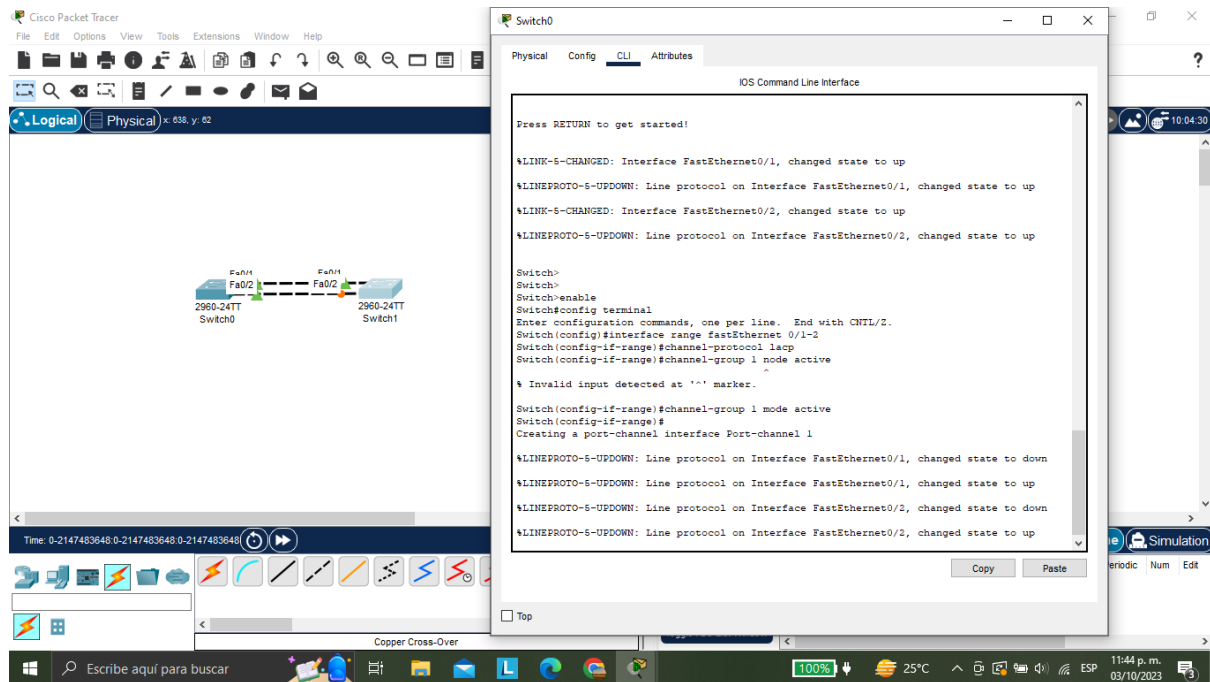 Cisco Packet Tracer
File Edit Options View Tools Extensions Window Help
Logical
Physical
x: 638, y: 62
10:04:30
Fa0/1
Fa0/1
Fa0/2
Fa0/2
2960-24TT
Switch0
2960-24TT
Switch1
Switch0
Physical Config CLI Attributes
IOS Command Line Interface
Press RETURN to get started!
%LINK-5-CHANGED: Interface FastEthernet0/1, changed state to up
%LINEPROTO-5-UPDOWN: Line protocol on Interface FastEthernet0/1, changed state to up
%LINK-5-CHANGED: Interface FastEthernet0/2, changed state to up
%LINEPROTO-5-UPDOWN: Line protocol on Interface FastEthernet0/2, changed state to up
Switch>
Switch>
Switch>enable
Switch#config terminal
Enter configuration commands, one per line. End with CNTL/Z.
Switch(config)#interface range fastEthernet 0/1-2
Switch(config-if-range)#channel-protocol lacp
Switch(config-if-range)#channel-group 1 node active
^
% Invalid input detected at '^' marker.
Switch(config-if-range)#channel-group 1 mode active
Switch(config-if-range)#
Creating a port-channel interface Port-channel 1
%LINEPROTO-5-UPDOWN: Line protocol on Interface FastEthernet0/1, changed state to down
%LINEPROTO-5-UPDOWN: Line protocol on Interface FastEthernet0/1, changed state to up
%LINEPROTO-5-UPDOWN: Line protocol on Interface FastEthernet0/2, changed state to down
%LINEPROTO-5-UPDOWN: Line protocol on Interface FastEthernet0/2, changed state to up
Copy Paste
Top
Time: 0-2147483648:0-2147483648:0-2147483648
Simulation
Periodic Num Edit
Copper Cross-Over
Escribe aquí para buscar
100%
25°C
ESP
11:44 p. m.
03/10/2023
3